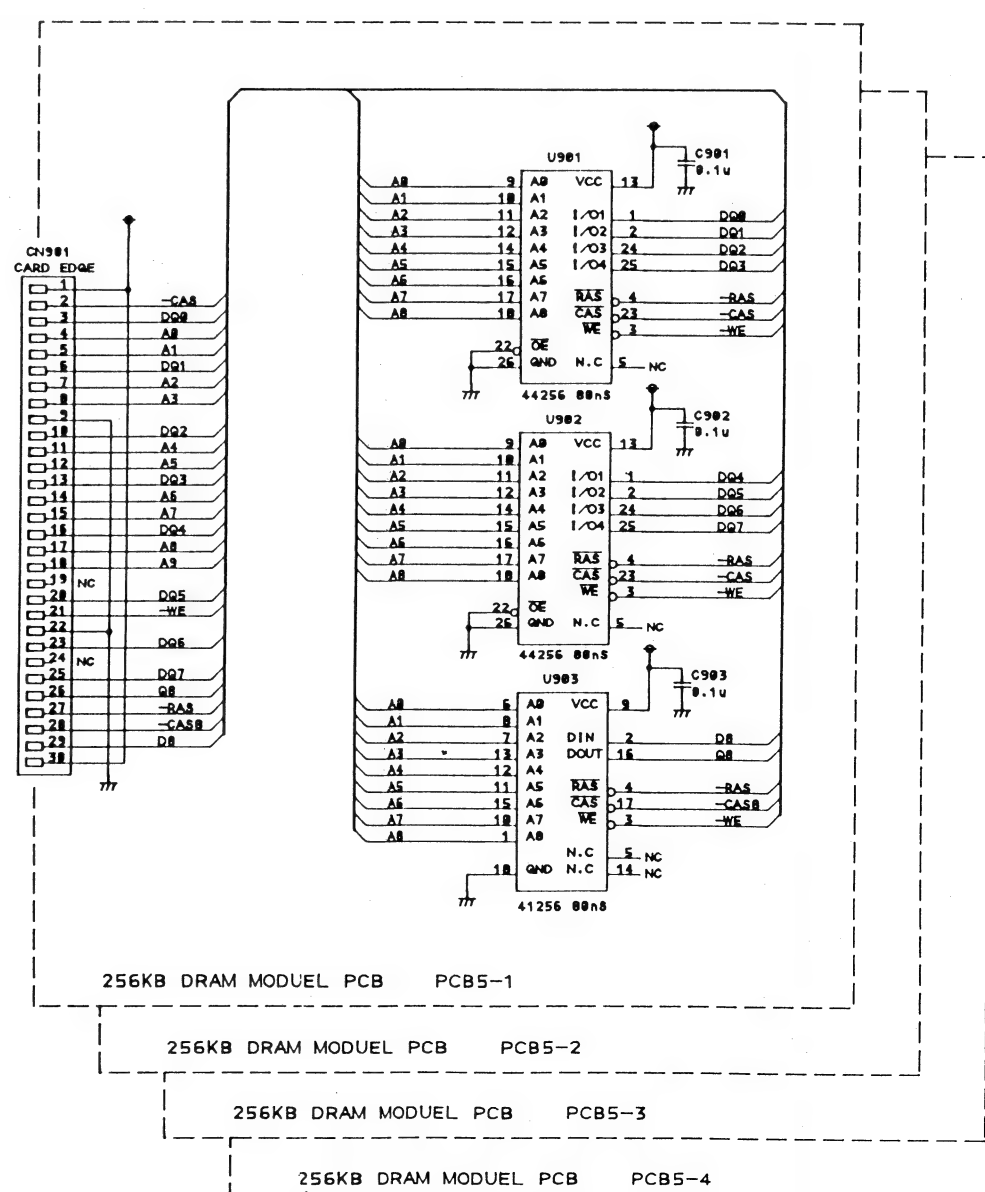 CN901
CARD EDGE
1
2 -CAS
3 DQ0
4 A0
5 A1
6 DQ1
7 A2
8 A3
9
10 DQ2
11 A4
12 A5
13 DQ3
14 A6
15 A7
16 DQ4
17 A8
18 A9
19 NC
20 DQ5
21 -WE
22
23 DQ6
24 NC
25 DQ7
26 Q8
27 -RAS
28 -CAS8
29 D8
30
U901
C901
0.1u
A0 9 A0 VCC 13
A1 10 A1
A2 11 A2 I/O1 1 DQ0
A3 12 A3 I/O2 2 DQ1
A4 14 A4 I/O3 24 DQ2
A5 15 A5 I/O4 25 DQ3
A6 16 A6
A7 17 A7 RAS 4 -RAS
A8 18 A8 CAS 23 -CAS
WE 3 -WE
22 OE
26 GND N.C 5 NC
44256 80nS
U902
C902
0.1u
A0 9 A0 VCC 13
A1 10 A1
A2 11 A2 I/O1 1 DQ4
A3 12 A3 I/O2 2 DQ5
A4 14 A4 I/O3 24 DQ6
A5 15 A5 I/O4 25 DQ7
A6 16 A6
A7 17 A7 RAS 4 -RAS
A8 18 A8 CAS 23 -CAS
WE 3 -WE
22 OE
26 GND N.C 5 NC
44256 80nS
U903
C903
0.1u
A0 6 A0 VCC 9
A1 8 A1
A2 7 A2 DIN 2 D8
A3 13 A3 DOUT 16 Q8
A4 12 A4
A5 11 A5 RAS 4 -RAS
A6 15 A6 CAS 17 -CAS8
A7 10 A7 WE 3 -WE
A8 1 A8
N.C 5 NC
18 GND N.C 14 NC
41256 80nS
256KB DRAM MODUEL PCB PCB5-1
256KB DRAM MODUEL PCB PCB5-2
256KB DRAM MODUEL PCB PCB5-3
256KB DRAM MODUEL PCB PCB5-4